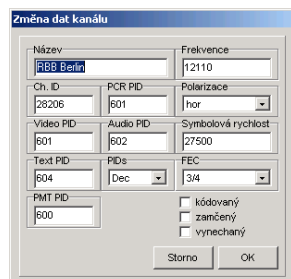 Změna dat kanálu
Název Frekvence
RBB Berlin 12110
Ch. ID PCR PID Polarizace
28206 601 hor
Video PID Audio PID Symbolová rychlost
601 602 27500
Text PID PIDs FEC
604 Dec 3/4
PMT PID
600
kódovaný
zamčený
vynechaný
Storno OK